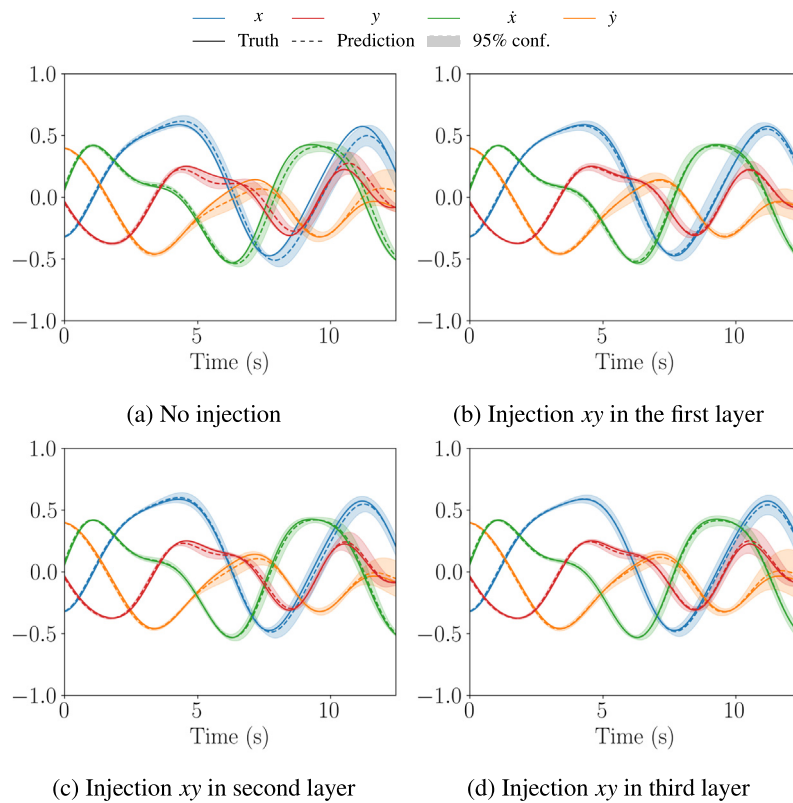 x y ẋ ẏ
Truth Prediction 95% conf.
1.0 1.0
0.5 0.5
0.0 0.0
−0.5 −0.5
−1.0 −1.0
0 5 10 0 5 10
Time (s) Time (s)
(a) No injection (b) Injection xy in the first layer
1.0 1.0
0.5 0.5
0.0 0.0
−0.5 −0.5
−1.0 −1.0
0 5 10 0 5 10
Time (s) Time (s)
(c) Injection xy in second layer (d) Injection xy in third layer